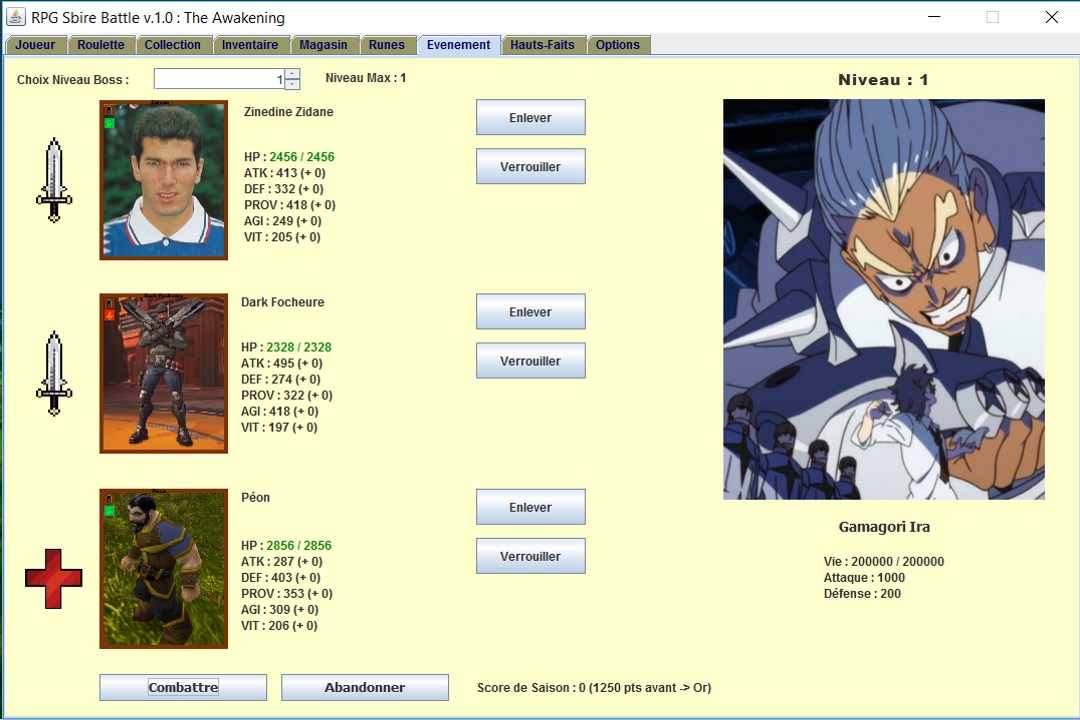 RPG Sbire Battle v.1.0 : The Awakening
Joueur Roulette Collection Inventaire Magasin Runes Evenement Hauts-Faits Options
Choix Niveau Boss : 1 Niveau Max : 1
Niveau : 1
Zinedine Zidane
HP : 2456 / 2456
ATK : 413 (+ 0)
DEF : 332 (+ 0)
PROV : 418 (+ 0)
AGI : 249 (+ 0)
VIT : 205 (+ 0)
Enlever
Verrouiller
Dark Focheure
HP : 2328 / 2328
ATK : 495 (+ 0)
DEF : 274 (+ 0)
PROV : 322 (+ 0)
AGI : 418 (+ 0)
VIT : 197 (+ 0)
Enlever
Verrouiller
Péon
HP : 2856 / 2856
ATK : 287 (+ 0)
DEF : 403 (+ 0)
PROV : 353 (+ 0)
AGI : 309 (+ 0)
VIT : 206 (+ 0)
Enlever
Verrouiller
Gamagori Ira
Vie : 200000 / 200000
Attaque : 1000
Défense : 200
Combattre Abandonner Score de Saison : 0 (1250 pts avant -> Or)